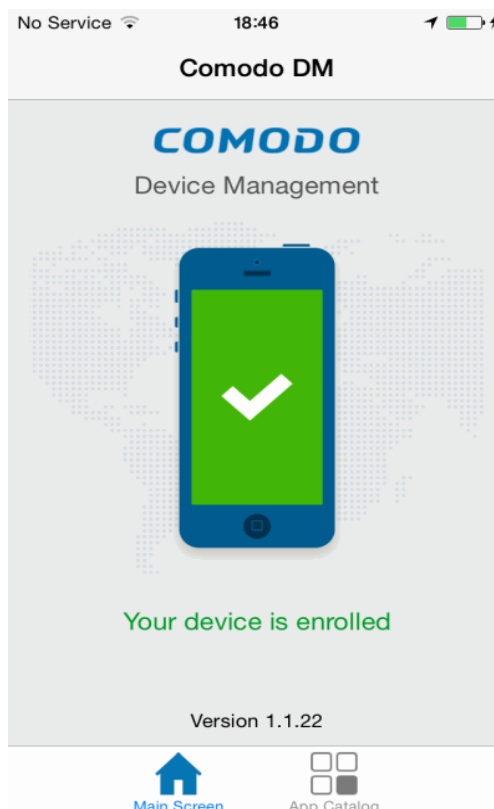 No Service 18:46
Comodo DM
COMODO
Device Management
Your device is enrolled
Version 1.1.22
Main Screen App Catalog